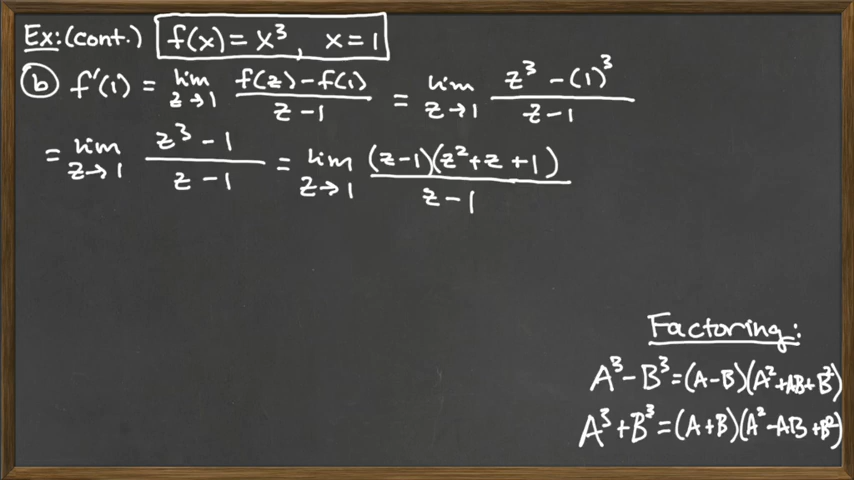 Ex: (cont.) f(x) = x³, x = 1
(b) f'(1) = lim z→1 (f(z) - f(1))/(z - 1) = lim z→1 (z³ - (1)³)/(z - 1)
= lim z→1 (z³ - 1)/(z - 1) = lim z→1 ((z-1)(z² + z + 1))/(z - 1)
Factoring:
A³ - B³ = (A - B)(A² + AB + B²)
A³ + B³ = (A + B)(A² - AB + B²)